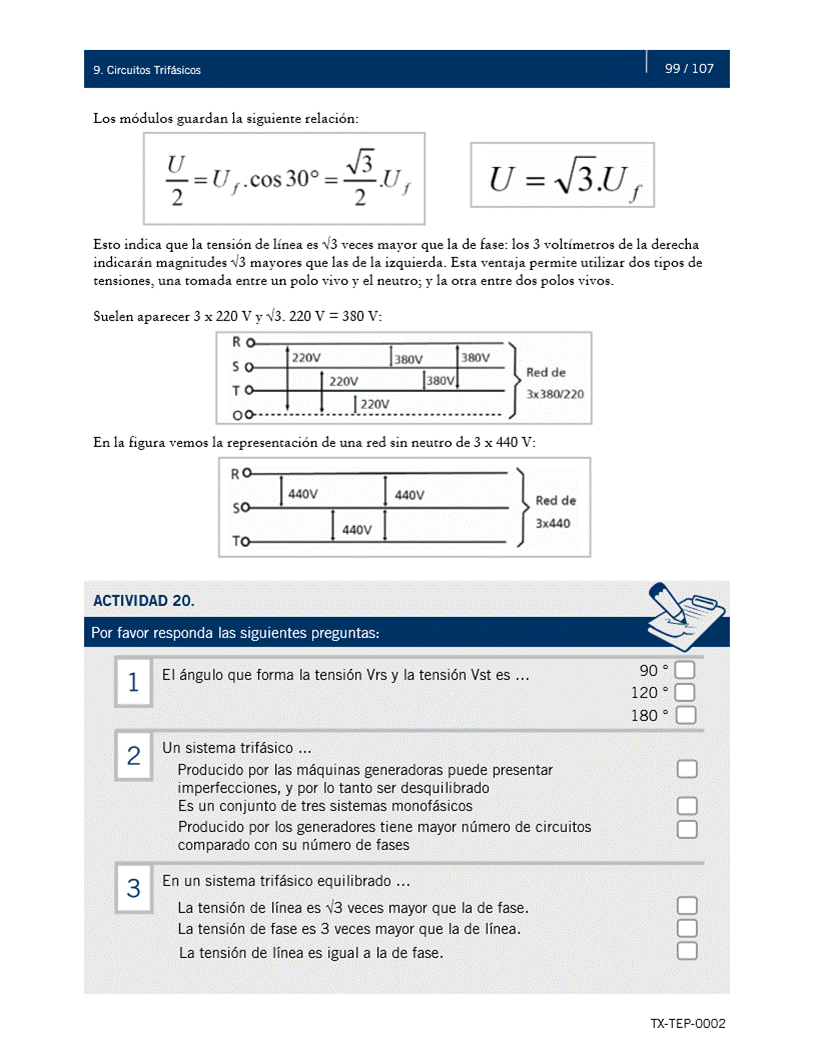 9. Circuitos Trifásicos
99 / 107
Los módulos guardan la siguiente relación:
U/2 = U_f .cos 30° = √3/2 .U_f
U = √3.U_f
Esto indica que la tensión de línea es √3 veces mayor que la de fase: los 3 voltímetros de la derecha
indicarán magnitudes √3 mayores que las de la izquierda. Esta ventaja permite utilizar dos tipos de
tensiones, una tomada entre un polo vivo y el neutro; y la otra entre dos polos vivos.
Suelen aparecer 3 x 220 V y √3. 220 V = 380 V:
R
220V 380V 380V
S
Red de
220V 380V
T
3x380/220
220V
O
En la figura vemos la representación de una red sin neutro de 3 x 440 V:
R
440V 440V
Red de
S
3x440
440V
T
ACTIVIDAD 20.
Por favor responda las siguientes preguntas:
1
El ángulo que forma la tensión Vrs y la tensión Vst es ...
90 °
120 °
180 °
2
Un sistema trifásico ...
Producido por las máquinas generadoras puede presentar
imperfecciones, y por lo tanto ser desquilibrado
Es un conjunto de tres sistemas monofásicos
Producido por los generadores tiene mayor número de circuitos
comparado con su número de fases
3
En un sistema trifásico equilibrado ...
La tensión de línea es √3 veces mayor que la de fase.
La tensión de fase es 3 veces mayor que la de línea.
La tensión de línea es igual a la de fase.
TX-TEP-0002